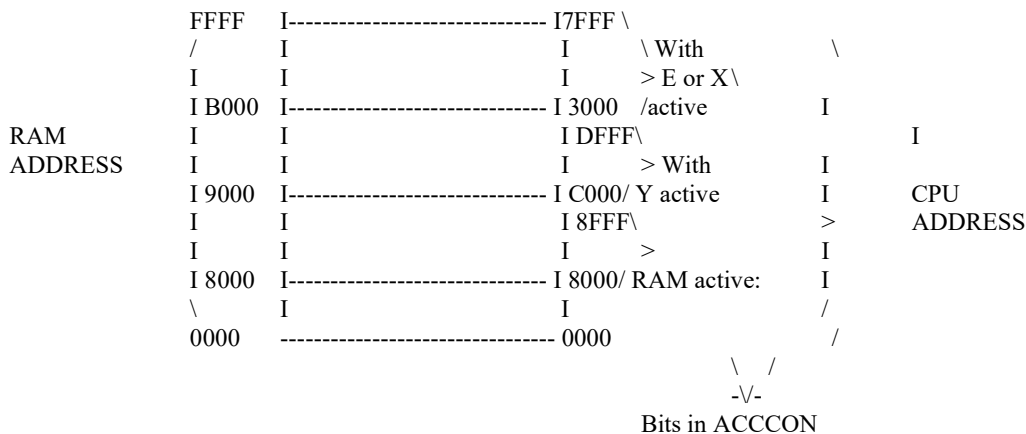 FFFF I------------------------------- I7FFF \
/ I I \ With \
I I I > E or X\
I B000 I------------------------------- I 3000 /active I
RAM I I I DFFF\ I
ADDRESS I I I > With I
I 9000 I------------------------------- I C000/ Y active I CPU
I I I 8FFF\ > ADDRESS
I I I > I
I 8000 I------------------------------- I 8000/ RAM active: I
\ I I /
0000 -------------------------------- 0000 /
\ /
-\/-
Bits in ACCCON